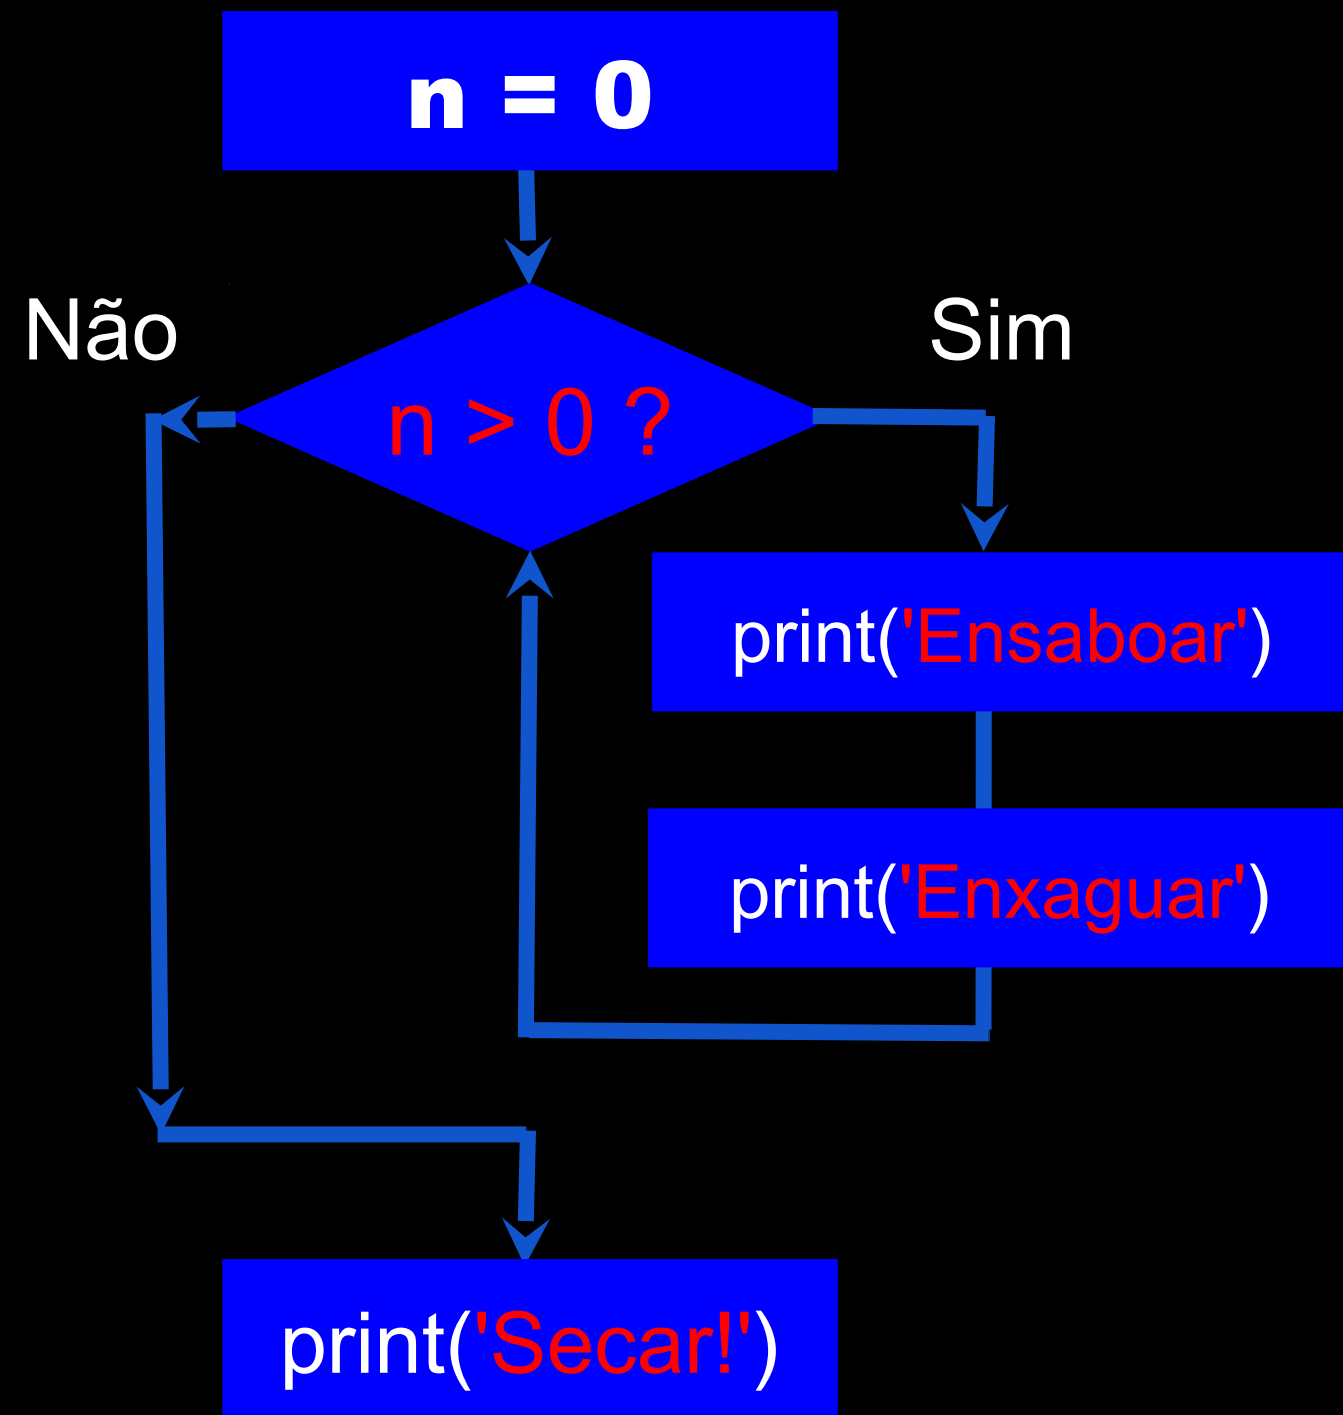 n = 0
Não
Sim
n > 0 ?
print('Ensaboar')
print('Enxaguar')
print('Secar!')